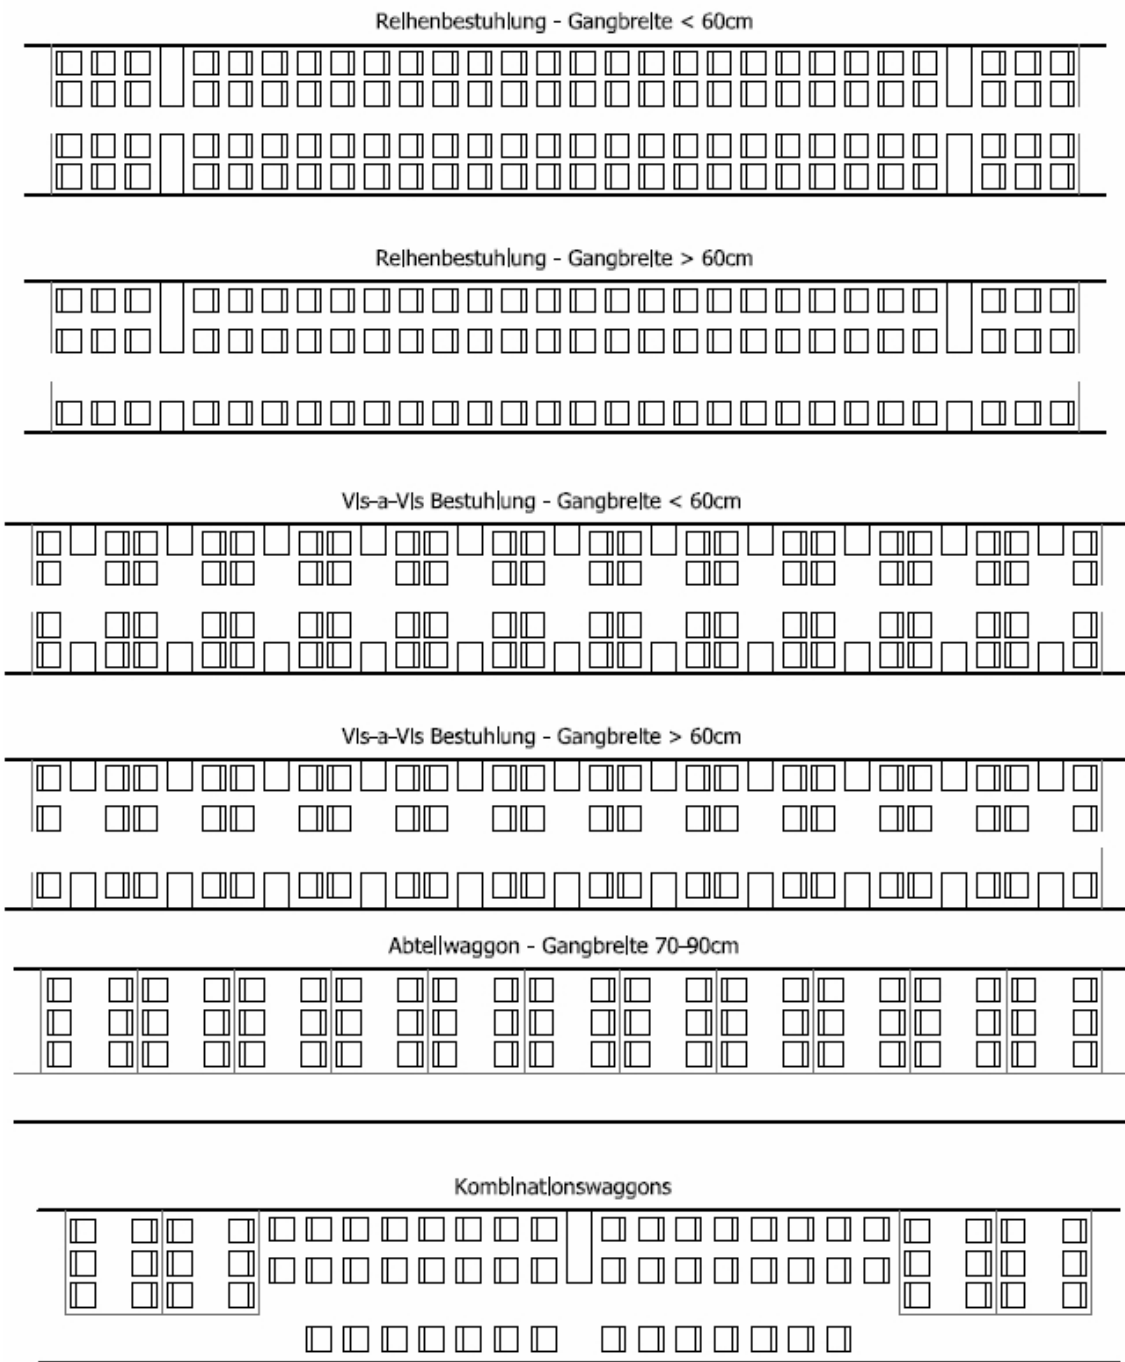 Reihenbestuhlung - Gangbreite < 60cm
Reihenbestuhlung - Gangbreite > 60cm
Vis-a-Vis Bestuhlung - Gangbreite < 60cm
Vis-a-Vis Bestuhlung - Gangbreite > 60cm
Abteilwaggon - Gangbreite 70-90cm
Kombinationswaggons